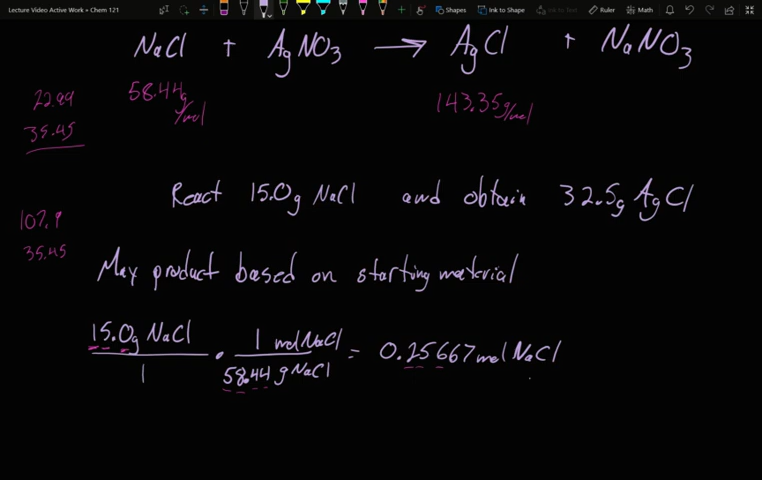 Lecture Video Active Work • Chem 121
Shapes Ink to Shape Ink to Text Ruler Math
NaCl + AgNO3 → AgCl + NaNO3
22.99 58.44g/mol 143.35g/mol
35.45
React 15.0g NaCl and obtain 32.5g AgCl
107.9
35.45
Max product based on starting material
15.0g NaCl / 1 • 1 mol NaCl / 58.44 g NaCl = 0.25667 mol NaCl